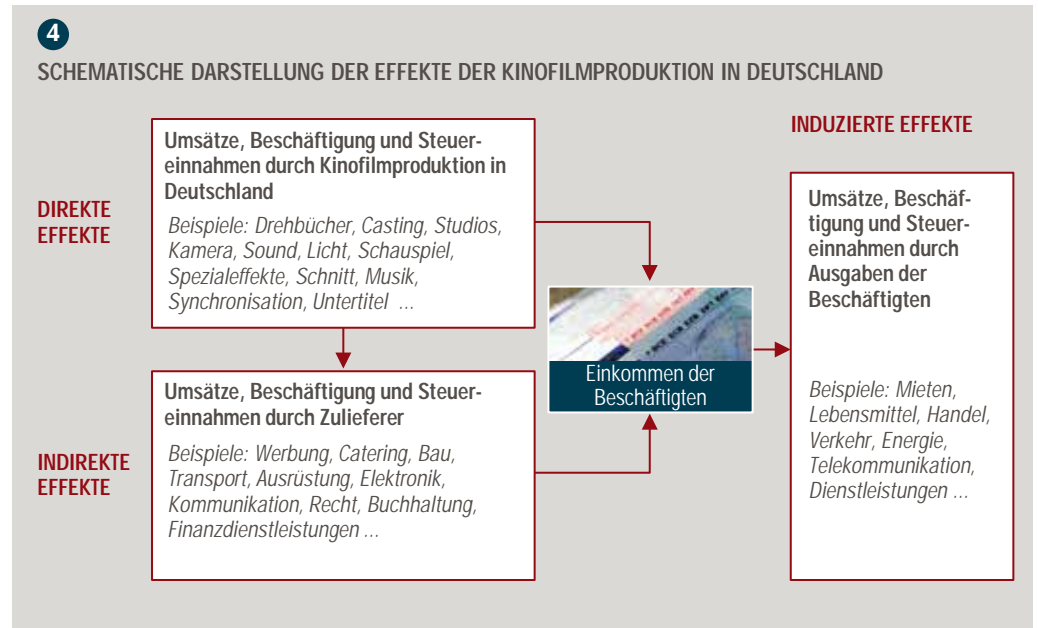 4
SCHEMATISCHE DARSTELLUNG DER EFFEKTE DER KINOFILMPRODUKTION IN DEUTSCHLAND
DIREKTE
EFFEKTE
Umsätze, Beschäftigung und Steuer-
einnahmen durch Kinofilmproduktion in
Deutschland
Beispiele: Drehbücher, Casting, Studios,
Kamera, Sound, Licht, Schauspiel,
Spezialeffekte, Schnitt, Musik,
Synchronisation, Untertitel ...
INDIREKTE
EFFEKTE
Umsätze, Beschäftigung und Steuer-
einnahmen durch Zulieferer
Beispiele: Werbung, Catering, Bau,
Transport, Ausrüstung, Elektronik,
Kommunikation, Recht, Buchhaltung,
Finanzdienstleistungen ...
Einkommen der
Beschäftigten
INDUZIERTE EFFEKTE
Umsätze, Beschäf-
tigung und Steuer-
einnahmen durch
Ausgaben der
Beschäftigten
Beispiele: Mieten,
Lebensmittel, Handel,
Verkehr, Energie,
Telekommunikation,
Dienstleistungen ...